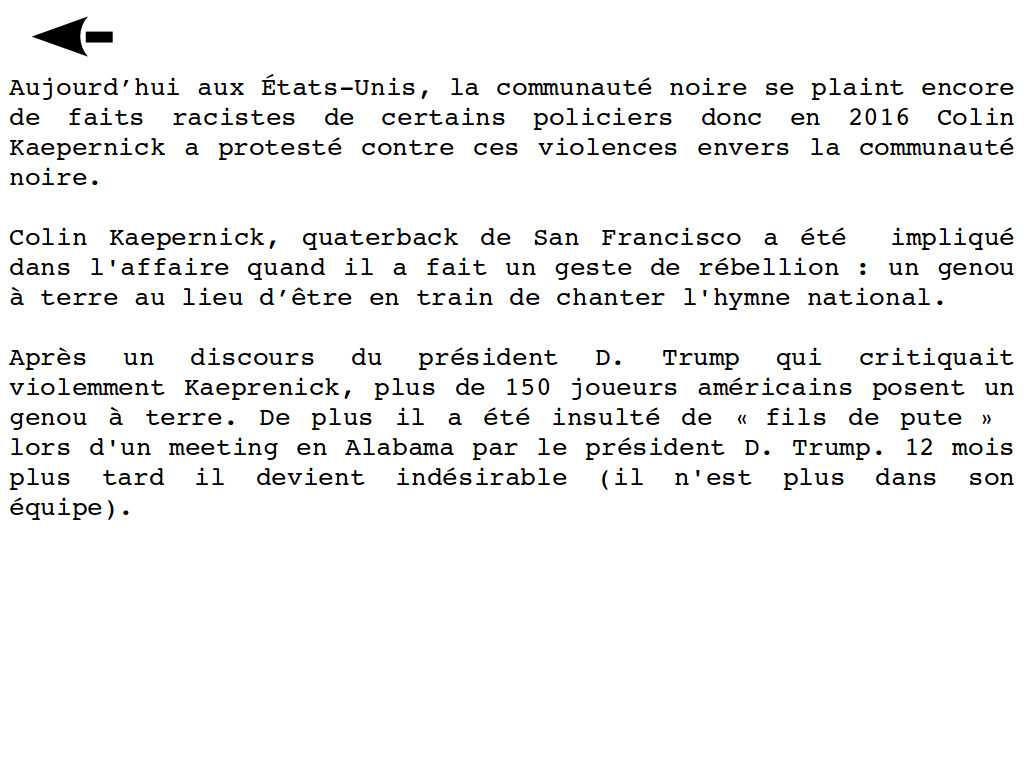 Aujourd’hui aux États-Unis, la communauté noire se plaint encore
de faits racistes de certains policiers donc en 2016 Colin
Kaepernick a protesté contre ces violences envers la communauté
noire.
Colin Kaepernick, quaterback de San Francisco a été impliqué
dans l'affaire quand il a fait un geste de rébellion : un genou
à terre au lieu d’être en train de chanter l'hymne national.
Après un discours du président D. Trump qui critiquait
violemment Kaeprenick, plus de 150 joueurs américains posent un
genou à terre. De plus il a été insulté de « fils de pute »
lors d'un meeting en Alabama par le président D. Trump. 12 mois
plus tard il devient indésirable (il n'est plus dans son
équipe).